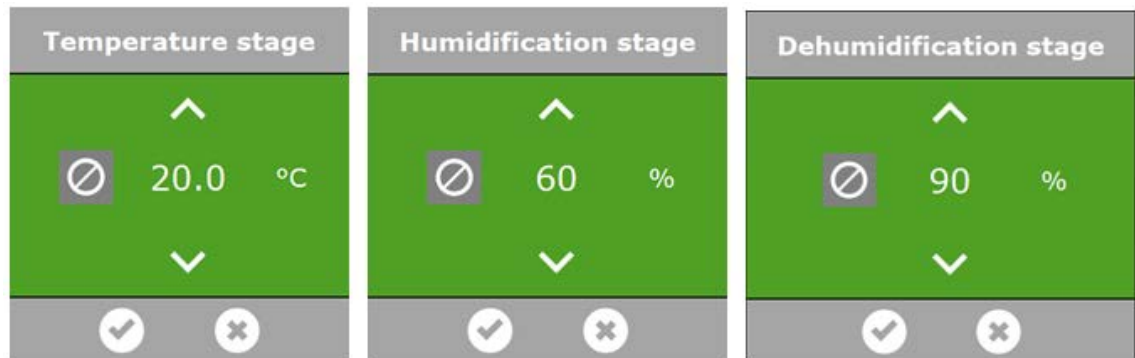 Temperature stage
20.0 °C
Humidification stage
60 %
Dehumidification stage
90 %